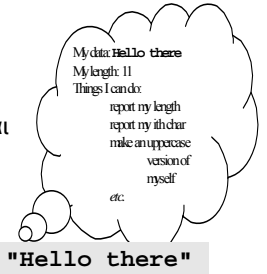 My data: Hello there
My length: 11
Things I can do:
report my length
report my ith char
make an uppercase
version of
myself
etc.
"Hello there"